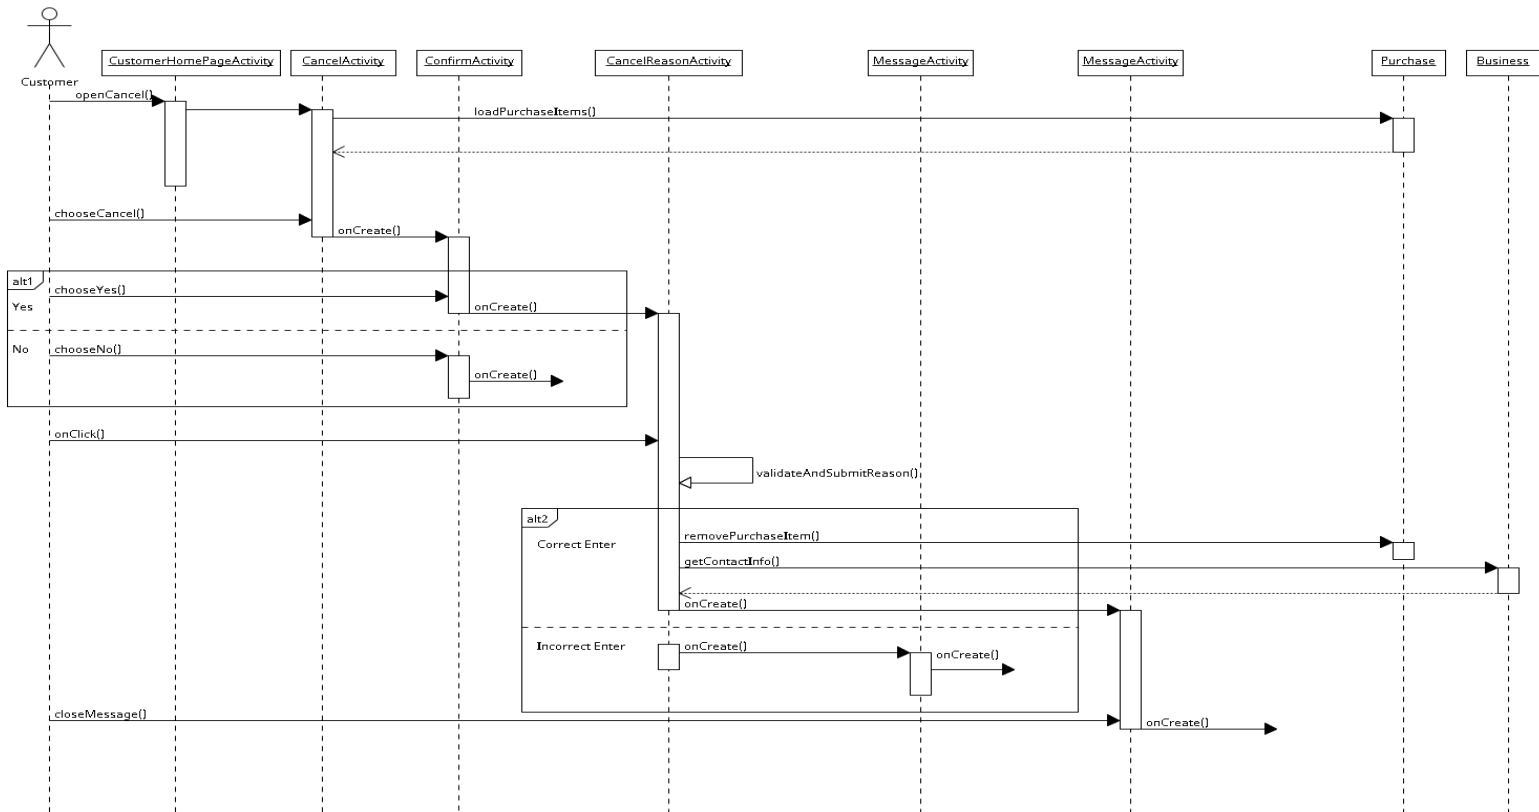 Customer
CustomerHomePageActivity
CancelActivity
ConfirmActivity
CancelReasonActivity
MessageActivity
MessageActivity
Purchase
Business
openCancel()
loadPurchaseItems()
chooseCancel()
onCreate()
alt1
chooseYes()
Yes
onCreate()
No
chooseNo()
onCreate()
onClick()
validateAndSubmitReason()
alt2
Correct Enter
removePurchaseItem()
getContactInfo()
onCreate()
Incorrect Enter
onCreate()
onCreate()
closeMessage()
onCreate()